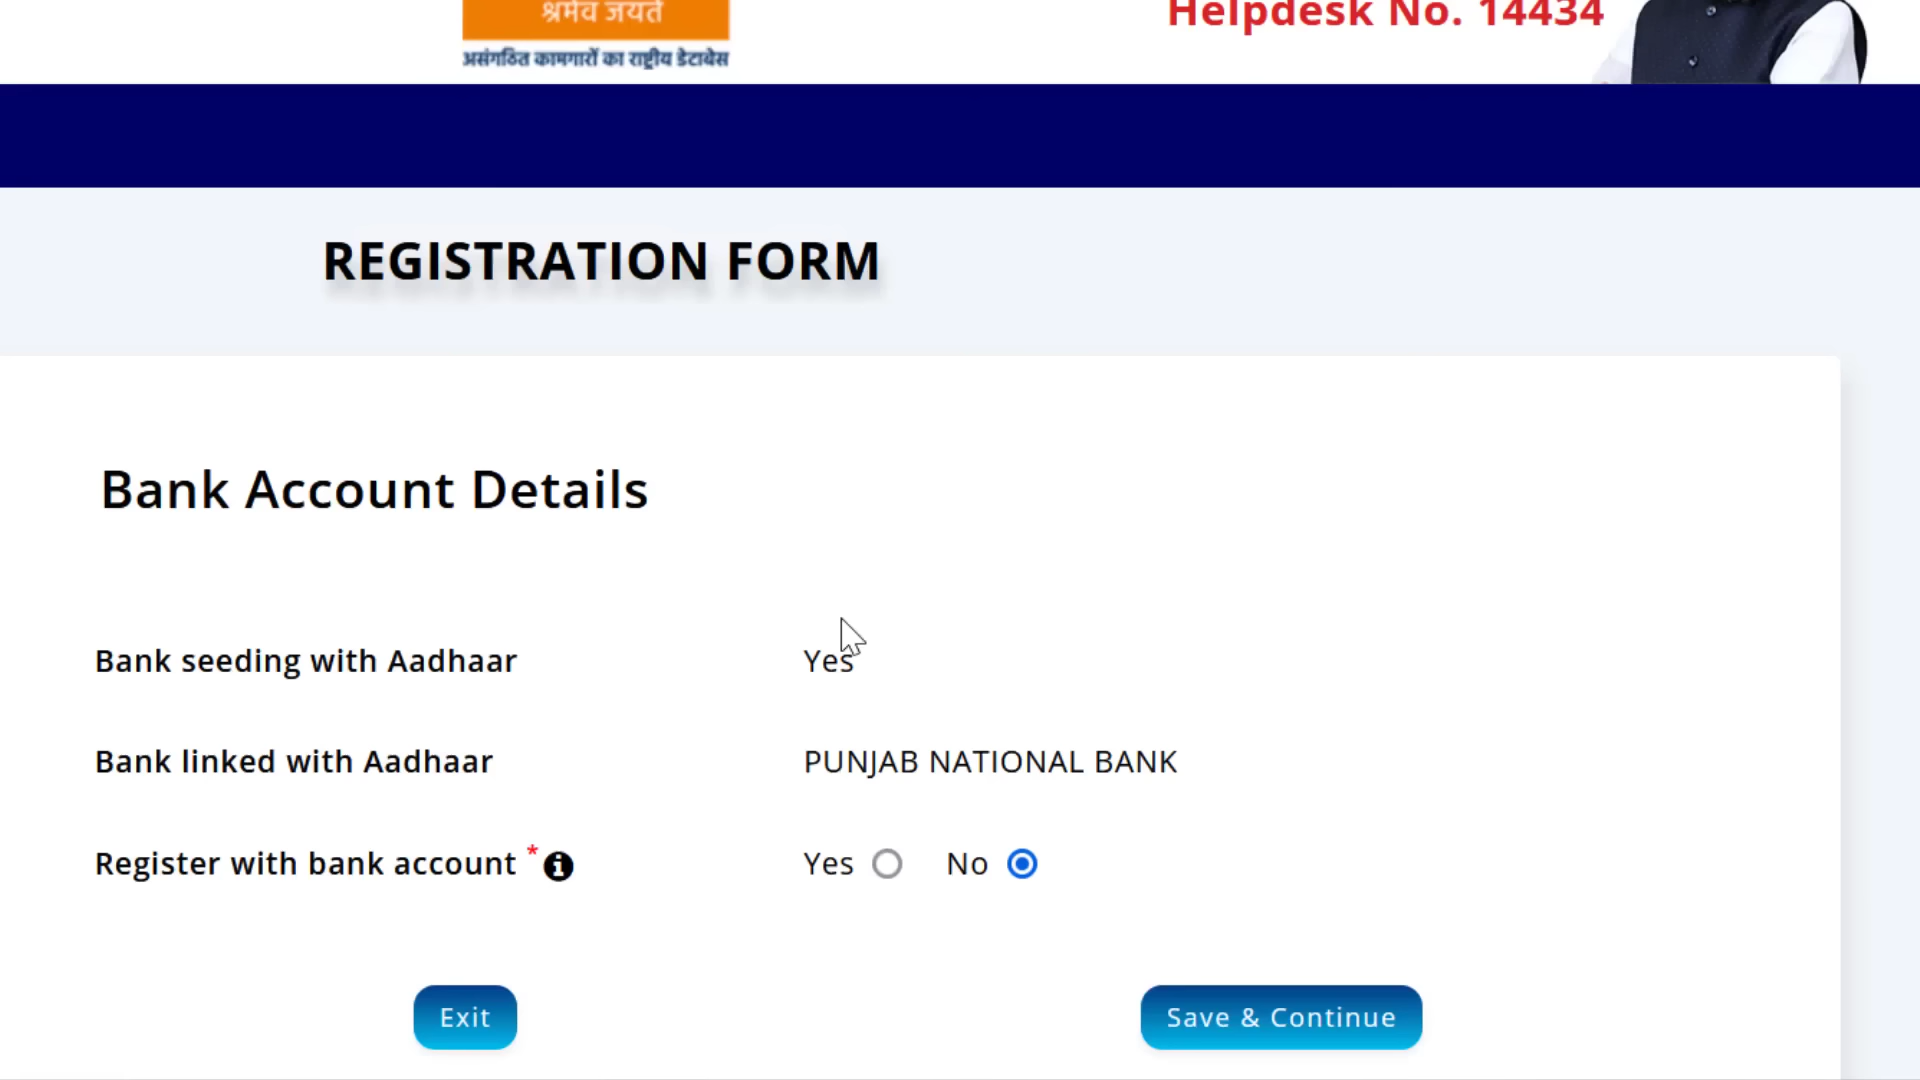 श्रमेव जयते
असंगठित कामगारों का राष्ट्रीय डेटाबेस
Helpdesk No. 14434
REGISTRATION FORM
Bank Account Details
Bank seeding with Aadhaar Yes
Bank linked with Aadhaar PUNJAB NATIONAL BANK
Register with bank account * Yes No
Exit Save & Continue